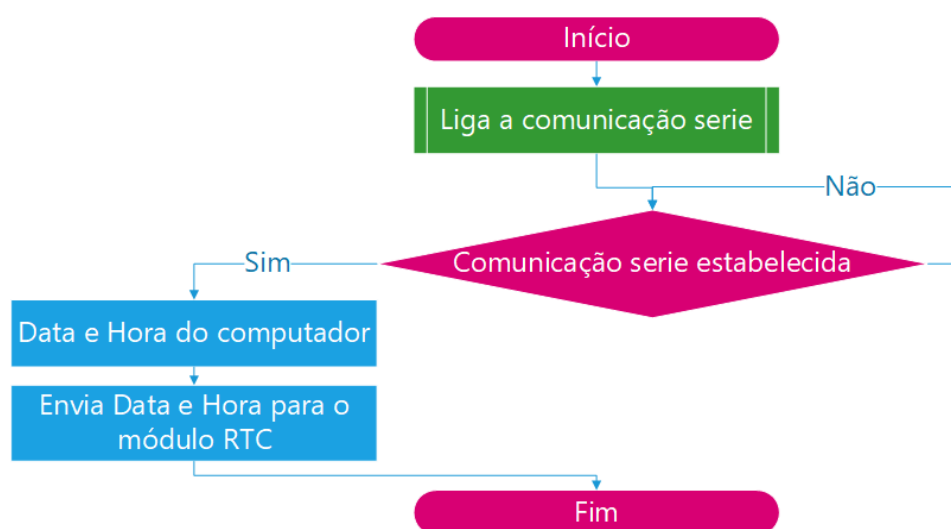 Início
Liga a comunicação serie
Não
Comunicação serie estabelecida
Sim
Data e Hora do computador
Envia Data e Hora para o
módulo RTC
Fim